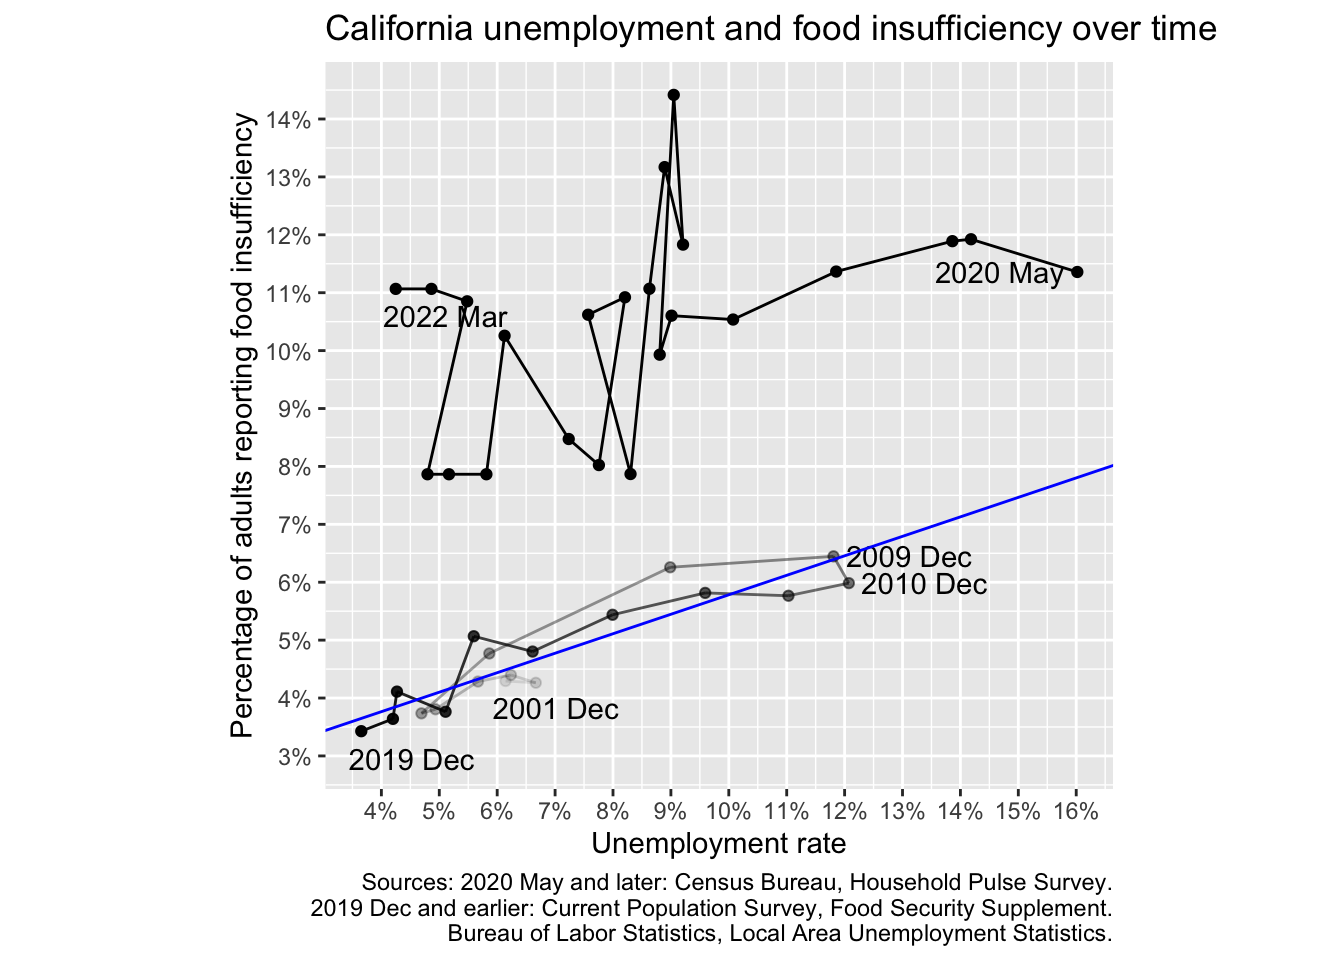 California unemployment and food insufficiency over time
Percentage of adults reporting food insufficiency
14%
13%
12%
11%
10%
9%
8%
7%
6%
5%
4%
3%
2020 May
2022 Mar
2009 Dec
2010 Dec
2001 Dec
2019 Dec
4% 5% 6% 7% 8% 9% 10% 11% 12% 13% 14% 15% 16%
Unemployment rate
Sources: 2020 May and later: Census Bureau, Household Pulse Survey.
2019 Dec and earlier: Current Population Survey, Food Security Supplement.
Bureau of Labor Statistics, Local Area Unemployment Statistics.